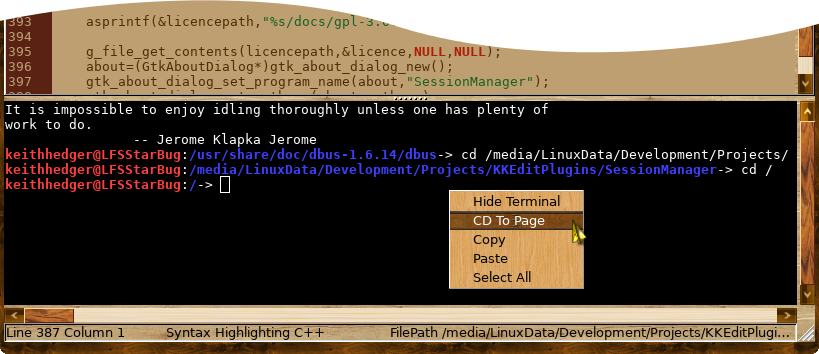 393 asprintf(&licencepath,"%s/docs/gpl-3.0
394
395 g_file_get_contents(licencepath,&licence,NULL,NULL);
396 about=(GtkAboutDialog*)gtk_about_dialog_new();
397 gtk_about_dialog_set_program_name(about,"SessionManager");
It is impossible to enjoy idling thoroughly unless one has plenty of
work to do.
-- Jerome Klapka Jerome
keithhedger@LFSStarBug:/usr/share/doc/dbus-1.6.14/dbus-> cd /media/LinuxData/Development/Projects/
keithhedger@LFSStarBug:/media/LinuxData/Development/Projects/KKEditPlugins/SessionManager-> cd /
keithhedger@LFSStarBug:/->
Hide Terminal
CD To Page
Copy
Paste
Select All
Line 387 Column 1 Syntax Highlighting C++ FilePath /media/LinuxData/Development/Projects/KKEditPlugi...